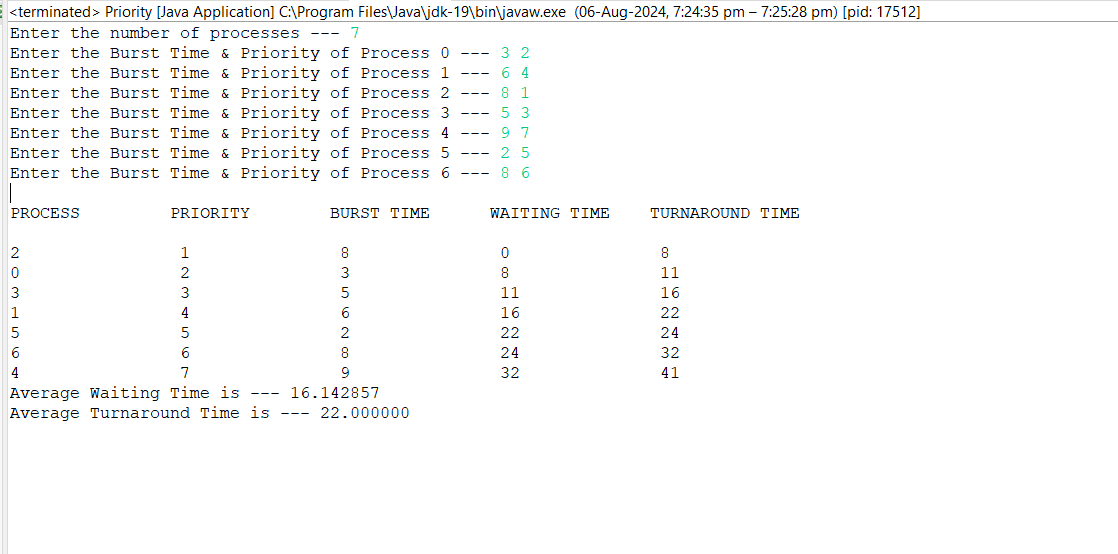 <terminated> Priority [Java Application] C:\Program Files\Java\jdk-19\bin\javaw.exe (06-Aug-2024, 7:24:35 pm – 7:25:28 pm) [pid: 17512]
Enter the number of processes --- 7
Enter the Burst Time & Priority of Process 0 --- 3 2
Enter the Burst Time & Priority of Process 1 --- 6 4
Enter the Burst Time & Priority of Process 2 --- 8 1
Enter the Burst Time & Priority of Process 3 --- 5 3
Enter the Burst Time & Priority of Process 4 --- 9 7
Enter the Burst Time & Priority of Process 5 --- 2 5
Enter the Burst Time & Priority of Process 6 --- 8 6
PROCESS PRIORITY BURST TIME WAITING TIME TURNAROUND TIME
2 1 8 0 8
0 2 3 8 11
3 3 5 11 16
1 4 6 16 22
5 5 2 22 24
6 6 8 24 32
4 7 9 32 41
Average Waiting Time is --- 16.142857
Average Turnaround Time is --- 22.000000